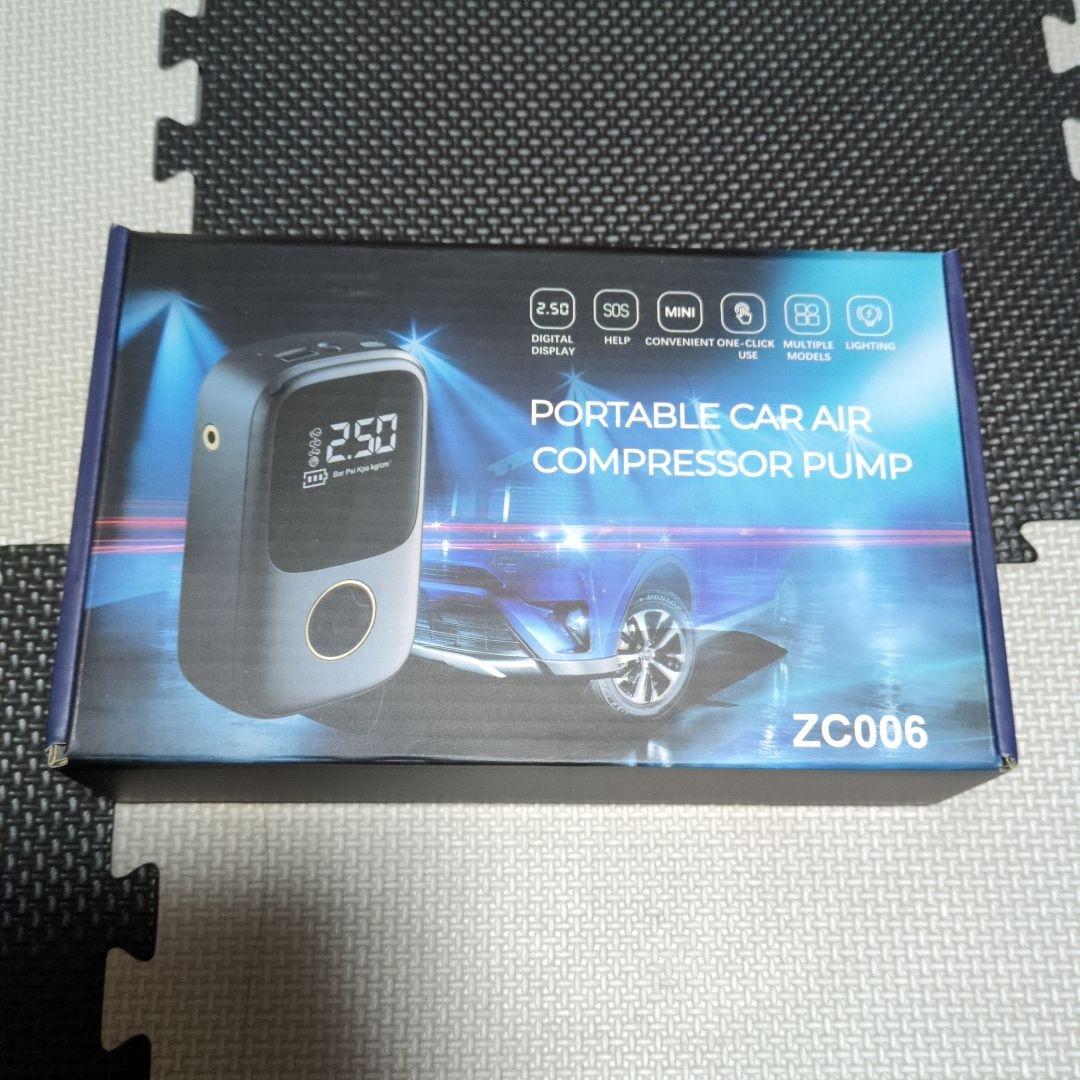 2.50
SOS
MINI
DIGITAL DISPLAY
HELP
CONVENIENT
ONE-CLICK USE
MULTIPLE MODELS
LIGHTING
PORTABLE CAR AIR
COMPRESSOR PUMP
2.50
Bar Psi Kpa kg/cm²
DUNLOP
ZC006